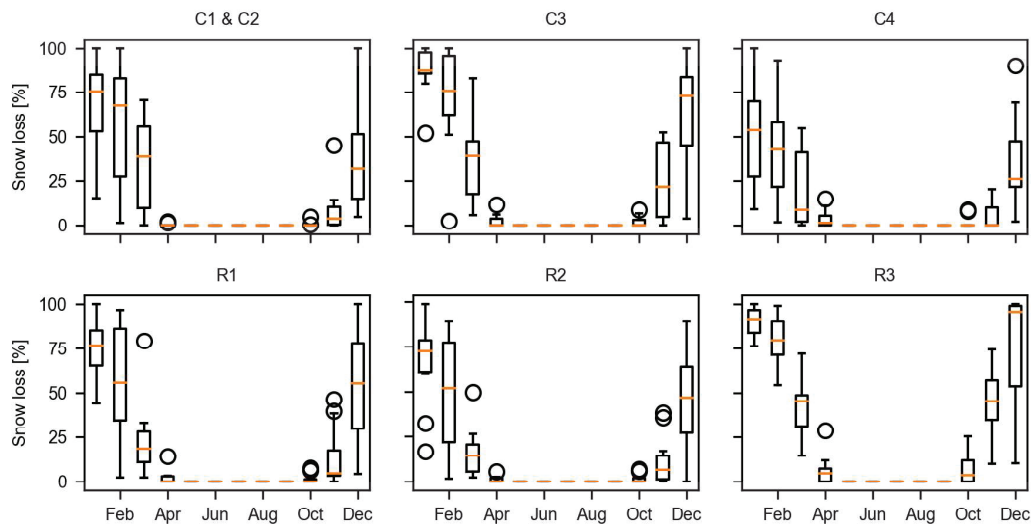 C1 & C2
C3
C4
Snow loss [%]
100
75
50
25
0
R1
R2
R3
Snow loss [%]
100
75
50
25
0
Feb Apr Jun Aug Oct Dec
Feb Apr Jun Aug Oct Dec
Feb Apr Jun Aug Oct Dec